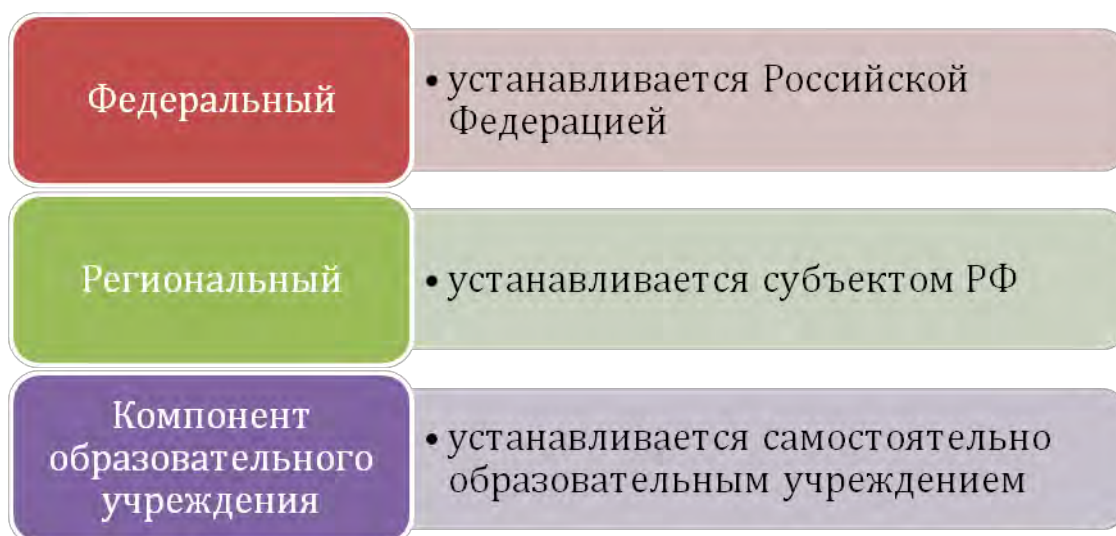 Федеральный
• устанавливается Российской
Федерацией
Региональный
• устанавливается субъектом РФ
Компонент
образовательного
учреждения
• устанавливается самостоятельно
образовательным учреждением